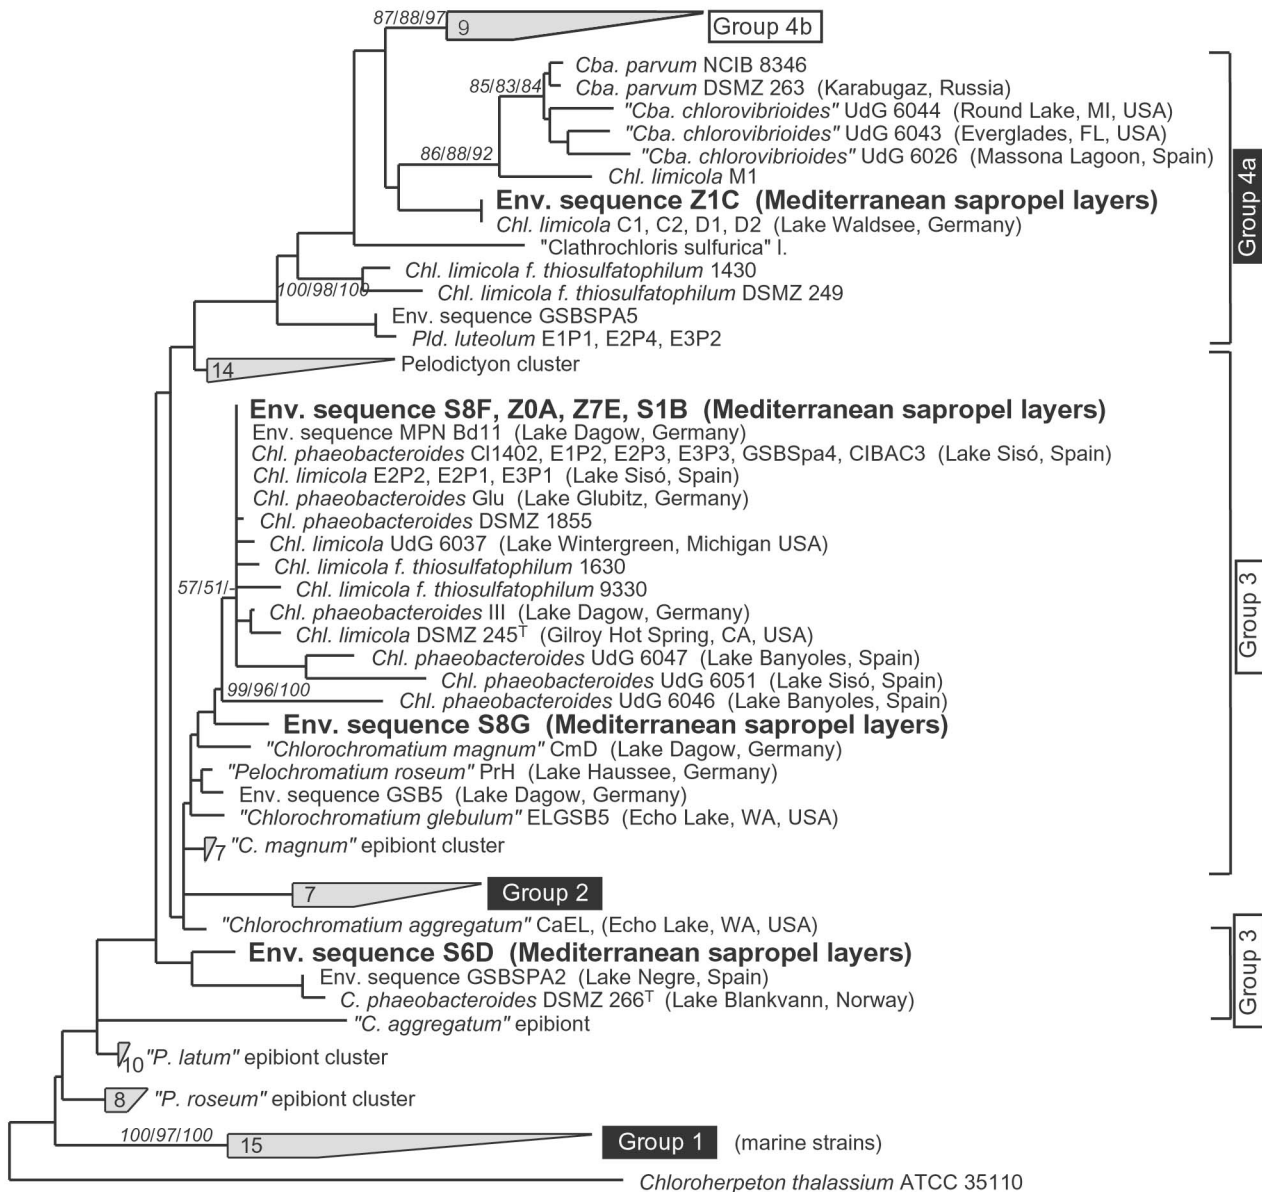 87/88/97
9
Group 4b
Cba. parvum NCIB 8346
85/83/84
Cba. parvum DSMZ 263 (Karabugaz, Russia)
"Cba. chlorovibrioides" UdG 6044 (Round Lake, MI, USA)
"Cba. chlorovibrioides" UdG 6043 (Everglades, FL, USA)
86/88/92
"Cba. chlorovibrioides" UdG 6026 (Massona Lagoon, Spain)
Chl. limicola M1
Group 4a
Env. sequence Z1C (Mediterranean sapropel layers)
Chl. limicola C1, C2, D1, D2 (Lake Waldsee, Germany)
"Clathrochloris sulfurica" I.
Chl. limicola f. thiosulfatophilum 1430
100/98/100
Chl. limicola f. thiosulfatophilum DSMZ 249
Env. sequence GSBSPA5
Pld. luteolum E1P1, E2P4, E3P2
14
Pelodictyon cluster
Env. sequence S8F, Z0A, Z7E, S1B (Mediterranean sapropel layers)
Env. sequence MPN Bd11 (Lake Dagow, Germany)
Chl. phaeobacteroides Cl1402, E1P2, E2P3, E3P3, GSBSpa4, CIBAC3 (Lake Sisó, Spain)
Chl. limicola E2P2, E2P1, E3P1 (Lake Sisó, Spain)
Chl. phaeobacteroides Glu (Lake Glubitz, Germany)
Chl. phaeobacteroides DSMZ 1855
Chl. limicola UdG 6037 (Lake Wintergreen, Michigan USA)
Chl. limicola f. thiosulfatophilum 1630
57/51/-
Chl. limicola f. thiosulfatophilum 9330
Chl. phaeobacteroides III (Lake Dagow, Germany)
Group 3
Chl. limicola DSMZ 245T (Gilroy Hot Spring, CA, USA)
Chl. phaeobacteroides UdG 6047 (Lake Banyoles, Spain)
Chl. phaeobacteroides UdG 6051 (Lake Sisó, Spain)
99/96/100
Chl. phaeobacteroides UdG 6046 (Lake Banyoles, Spain)
Env. sequence S8G (Mediterranean sapropel layers)
"Chlorochromatium magnum" CmD (Lake Dagow, Germany)
"Pelochromatium roseum" PrH (Lake Haussee, Germany)
Env. sequence GSB5 (Lake Dagow, Germany)
"Chlorochromatium glebulum" ELGSB5 (Echo Lake, WA, USA)
7
"C. magnum" epibiont cluster
7
Group 2
"Chlorochromatium aggregatum" CaEL, (Echo Lake, WA, USA)
Env. sequence S6D (Mediterranean sapropel layers)
Env. sequence GSBSPA2 (Lake Negre, Spain)
Group 3
C. phaeobacteroides DSMZ 266T (Lake Blankvann, Norway)
"C. aggregatum" epibiont
10
"P. latum" epibiont cluster
8
"P. roseum" epibiont cluster
100/97/100
15
Group 1
(marine strains)
Chloroherpeton thalassium ATCC 35110